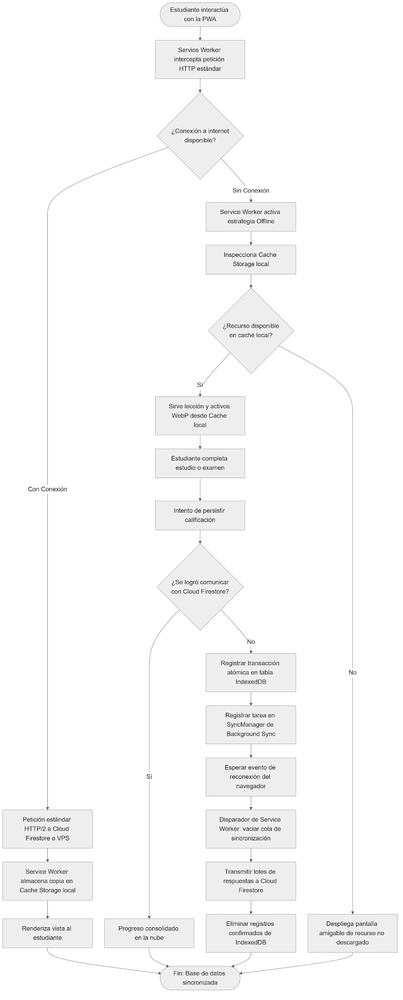 Estudiante interactúa
con la PWA
Service Worker
intercepta petición
HTTP estándar
¿Conexión a internet
disponible?
Sin Conexión
Service Worker activa
estrategia Offline
Inspecciona Cache
Storage local
¿Recurso disponible
en caché local?
Sí
Sirve lección y activos
WebP desde Cache
local
Estudiante completa
estudio o examen
Con Conexión
Intento de persistir
calificación
¿Se logró comunicar
con Cloud Firestore?
No
Registrar transacción
atómica en tabla
IndexedDB
No
Registrar tarea en
SyncManager de
Background Sync
Esperar evento de
reconexión del
navegador
Sí
Petición estándar
HTTP/2 a Cloud
Firestore o VPS
Disparador de Service
Worker: vaciar cola de
sincronización
Service Worker
almacena copia en
Cache Storage local
Transmitir lotes de
respuestas a Cloud
Firestore
Renderiza vista al
estudiante
Progreso consolidado
en la nube
Eliminar registros
confirmados de
IndexedDB
Despliega pantalla
amigable de recurso no
descargado
Fin: Base de datos
sincronizada